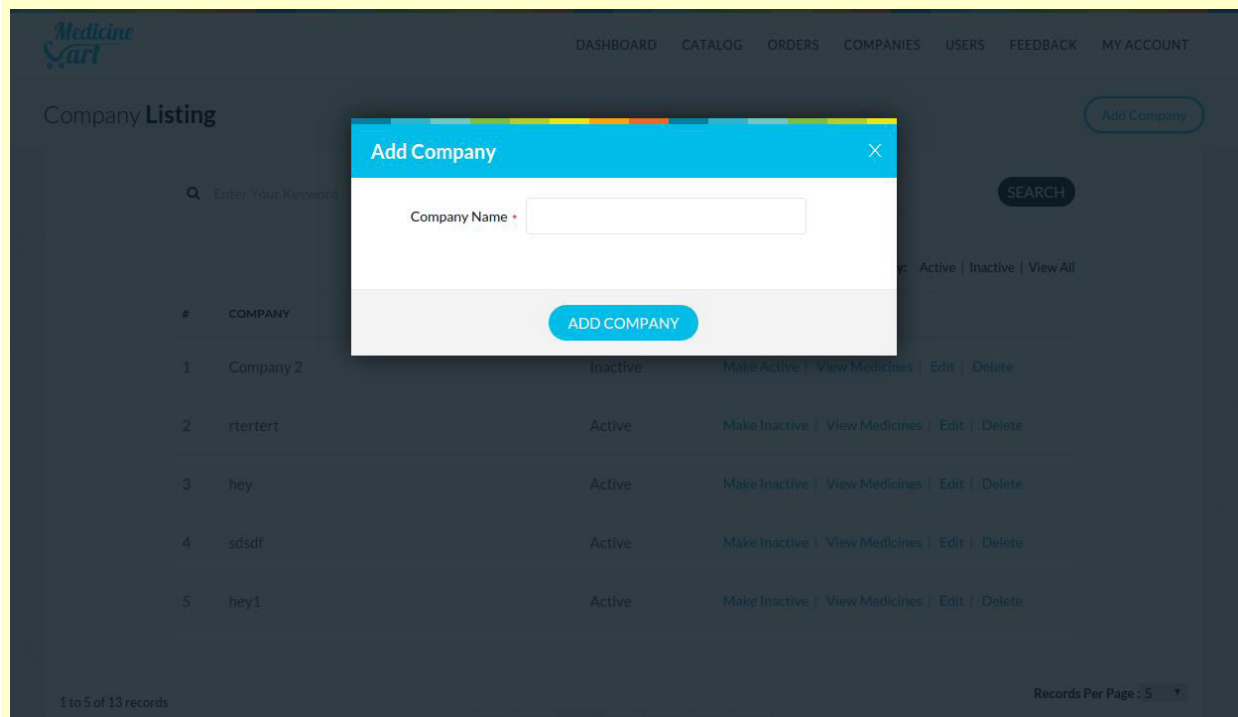 Medicine
Cart
DASHBOARD CATALOG ORDERS COMPANIES USERS FEEDBACK MY ACCOUNT
Company Listing
Add Company
Add Company X
Enter Your Keyword
SEARCH
Company Name *
y: Active | Inactive | View All
# COMPANY
ADD COMPANY
1 Company 2 Inactive Make Active | View Medicines | Edit | Delete
2 rtertert Active Make Inactive | View Medicines | Edit | Delete
3 hey Active Make Inactive | View Medicines | Edit | Delete
4 sdsdf Active Make Inactive | View Medicines | Edit | Delete
5 hey1 Active Make Inactive | View Medicines | Edit | Delete
1 to 5 of 13 records
Records Per Page : 5